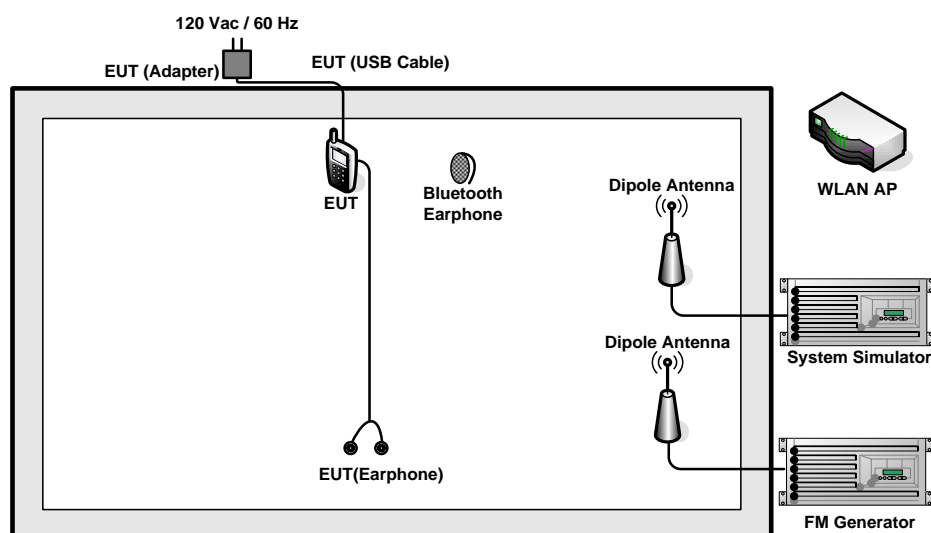 120 Vac / 60 Hz
EUT (Adapter)
EUT (USB Cable)
EUT
Bluetooth
Earphone
Dipole Antenna
WLAN AP
System Simulator
Dipole Antenna
EUT(Earphone)
FM Generator